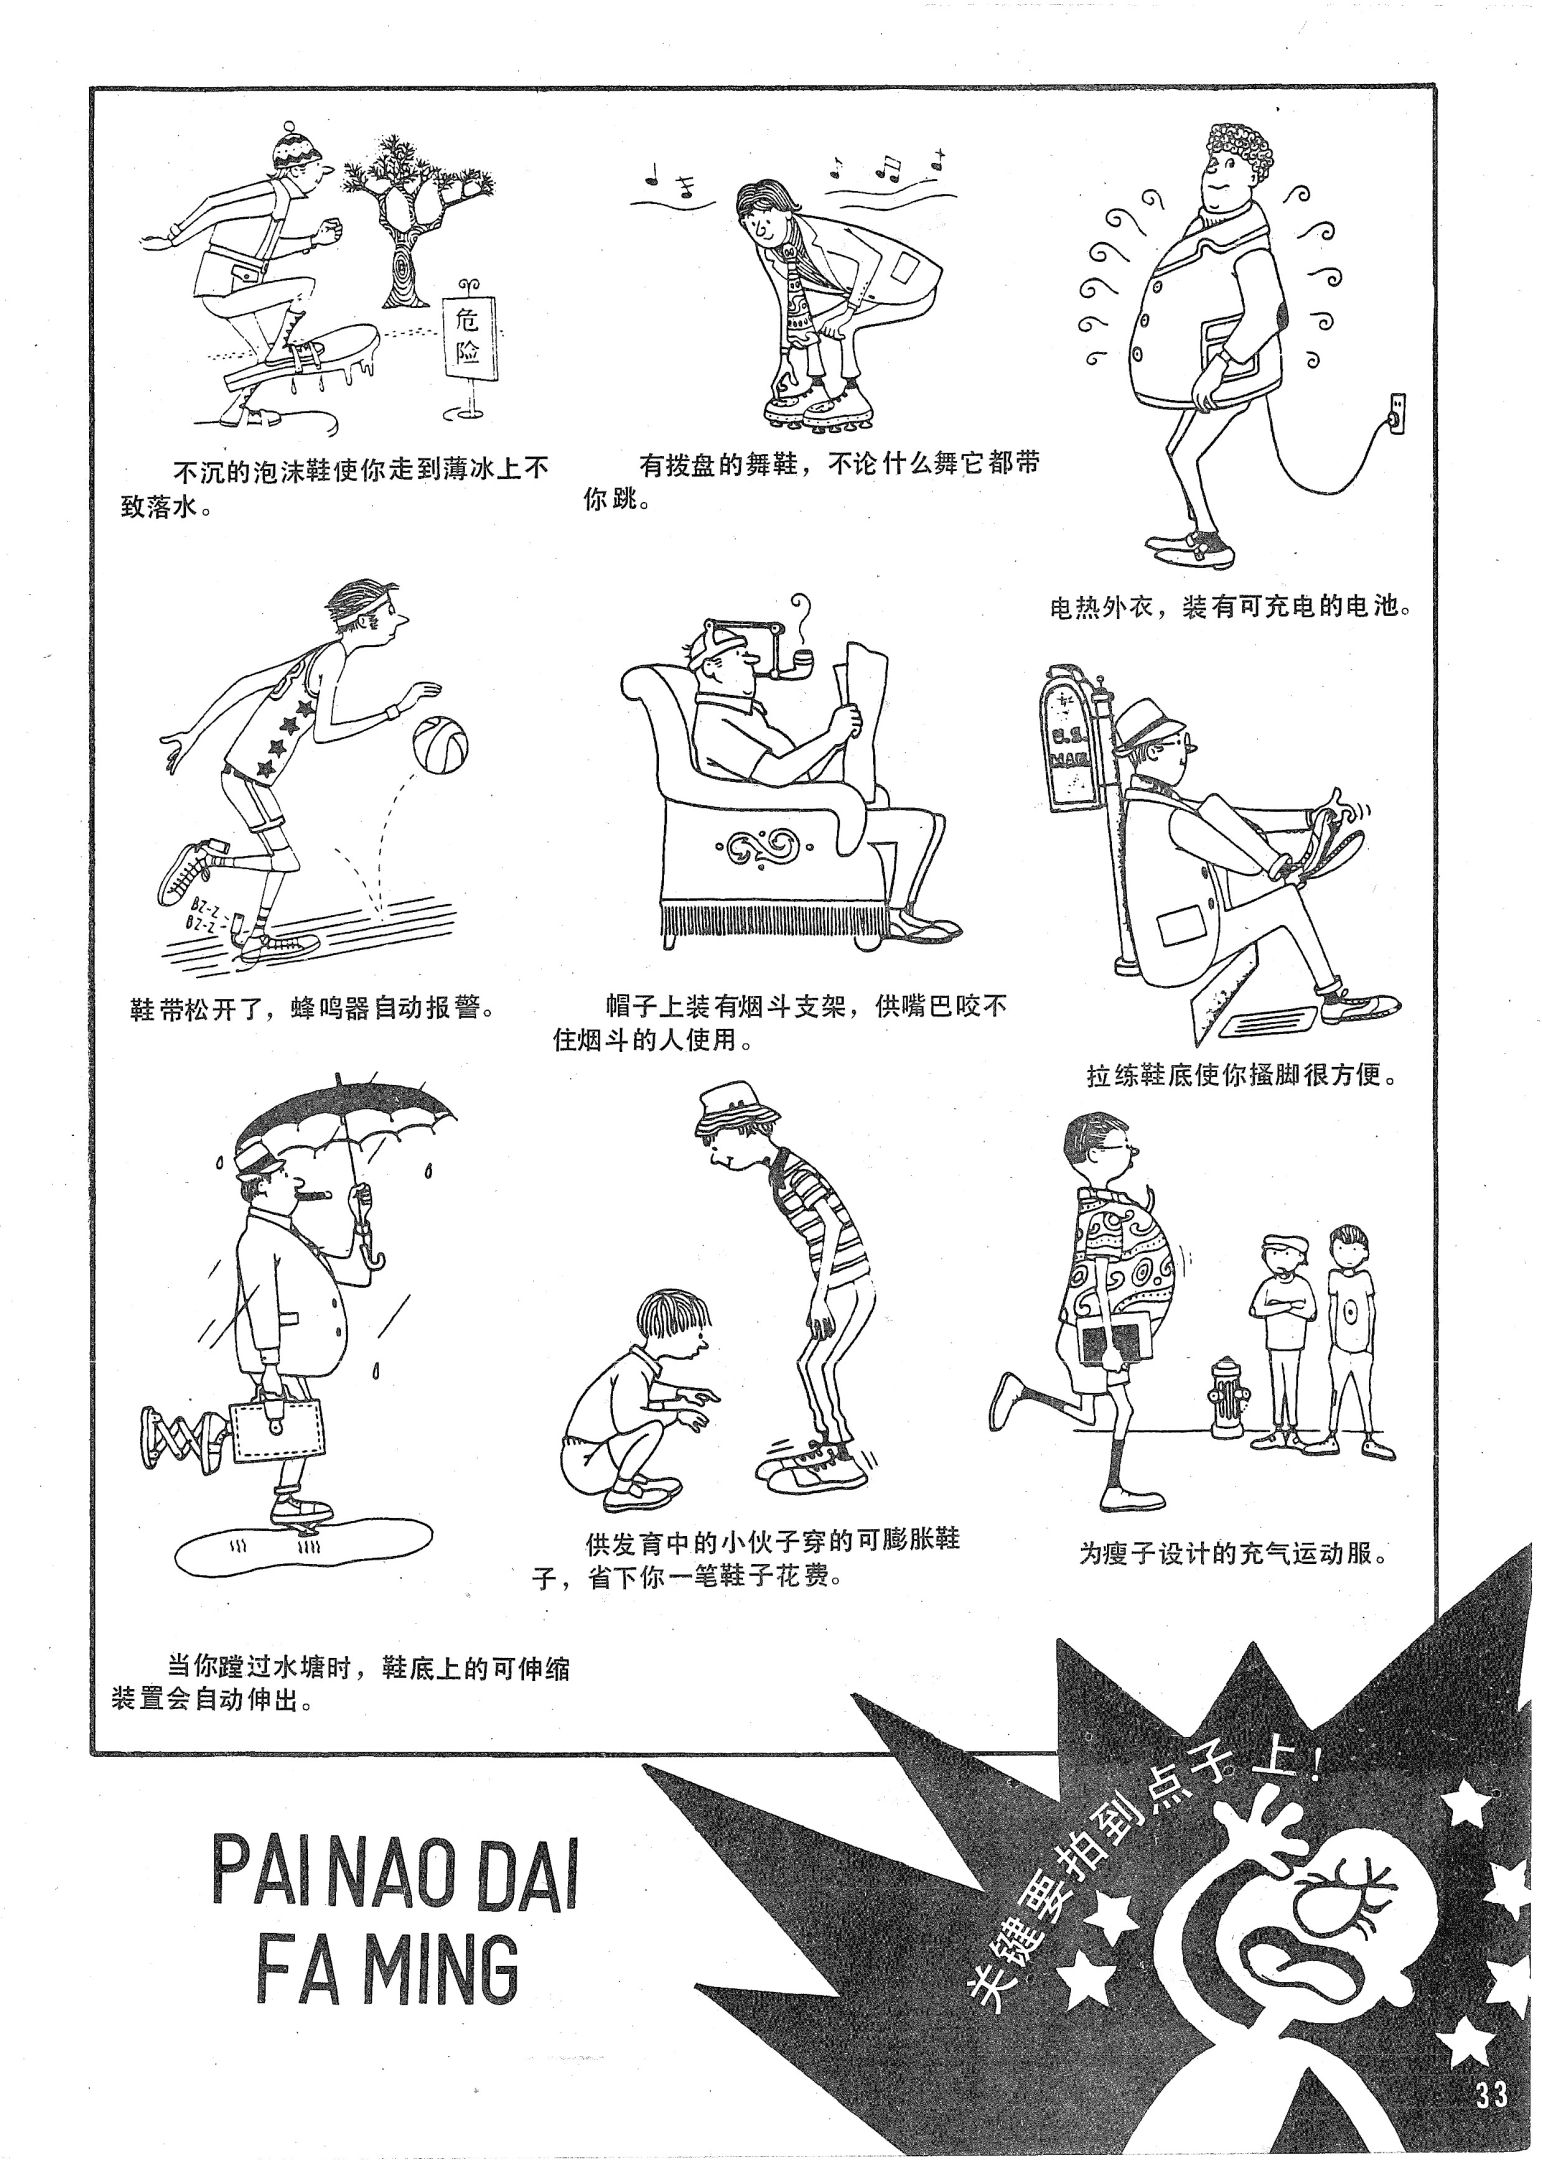 危
险
不沉的泡沫鞋使你走到薄冰上不
致落水。
有拨盘的舞鞋，不论什么舞它都带
你跳。
电热外衣，装有可充电的电池。
BZ-Z
BZ-Z
鞋带松开了，蜂鸣器自动报警。
帽子上装有烟斗支架，供嘴巴咬不
住烟斗的人使用。
U.S.
MAIL
拉练鞋底使你搔脚很方便。
当你蹚过水塘时，鞋底上的可伸缩
装置会自动伸出。
供发育中的小伙子穿的可膨胀鞋
子，省下你一笔鞋子花费。
为瘦子设计的充气运动服。
PAI NAO DAI
FA MING
关键要拍到点子上！
33